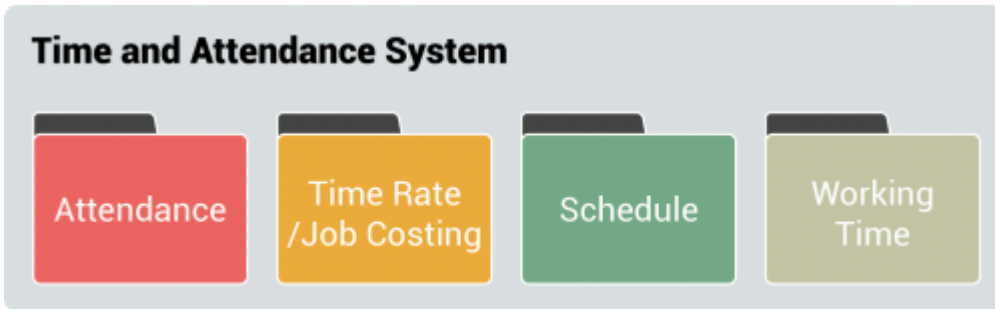 Time and Attendance System
Attendance
Time Rate
/Job Costing
Schedule
Working
Time